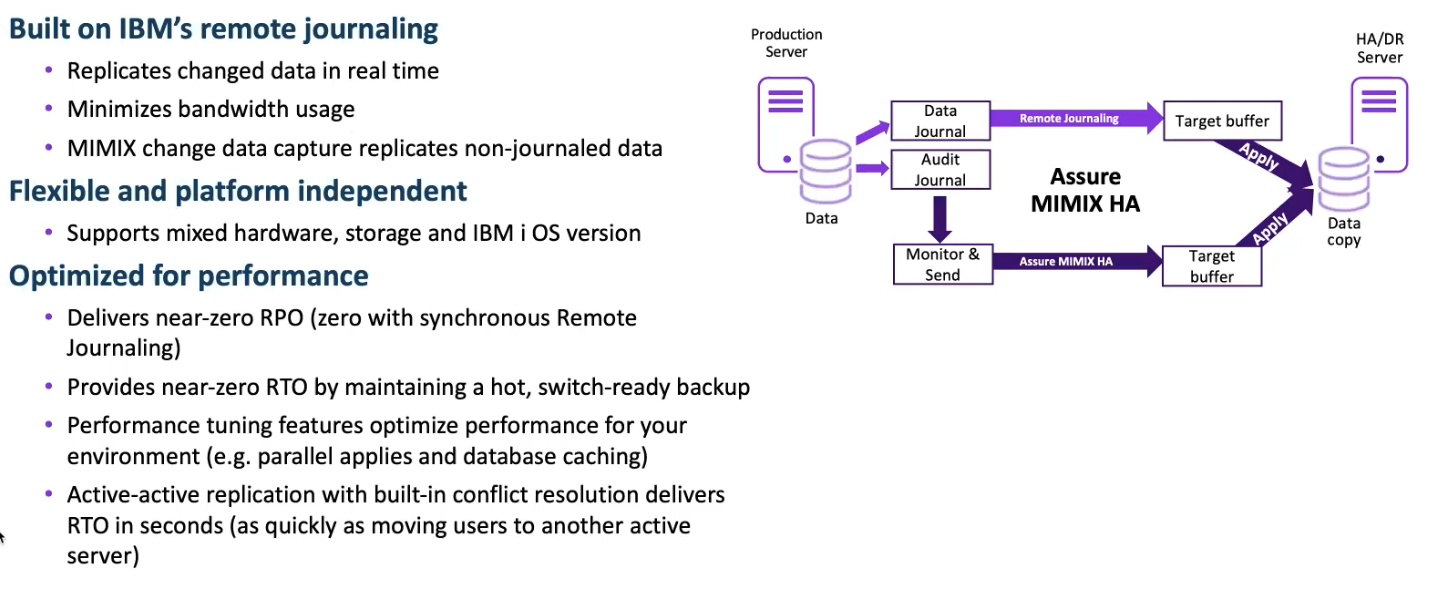 Built on IBM’s remote journaling
• Replicates changed data in real time
• Minimizes bandwidth usage
• MIMIX change data capture replicates non-journaled data
Flexible and platform independent
• Supports mixed hardware, storage and IBM i OS version
Optimized for performance
• Delivers near-zero RPO (zero with synchronous Remote
Journaling)
• Provides near-zero RTO by maintaining a hot, switch-ready backup
• Performance tuning features optimize performance for your
environment (e.g. parallel applies and database caching)
• Active-active replication with built-in conflict resolution delivers
RTO in seconds (as quickly as moving users to another active
server)
Production
Server
HA/DR
Server
Data
Journal
Remote Journaling
Target buffer
Apply
Audit
Journal
Assure
MIMIX HA
Data
Data
copy
Apply
Monitor &
Send
Assure MIMIX HA
Target
buffer